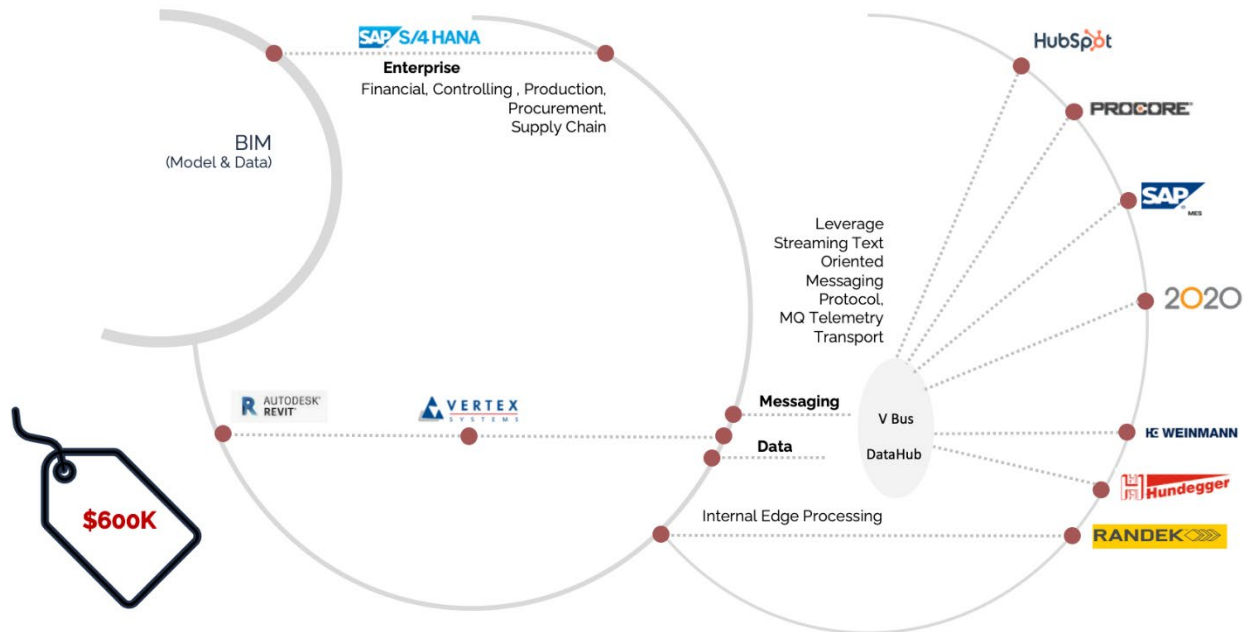 SAP S/4 HANA
Enterprise
Financial, Controlling , Production,
Procurement,
Supply Chain
BIM
(Model & Data)
HubSpot
PROCORE
SAP
MES
2020
Leverage
Streaming Text
Oriented
Messaging
Protocol,
MQ Telemetry
Transport
R AUTODESK®
REVIT®
VERTEX
SYSTEMS
Messaging
Data
V Bus
DataHub
WEINMANN
Hundegger
Internal Edge Processing
RANDEK
$600K